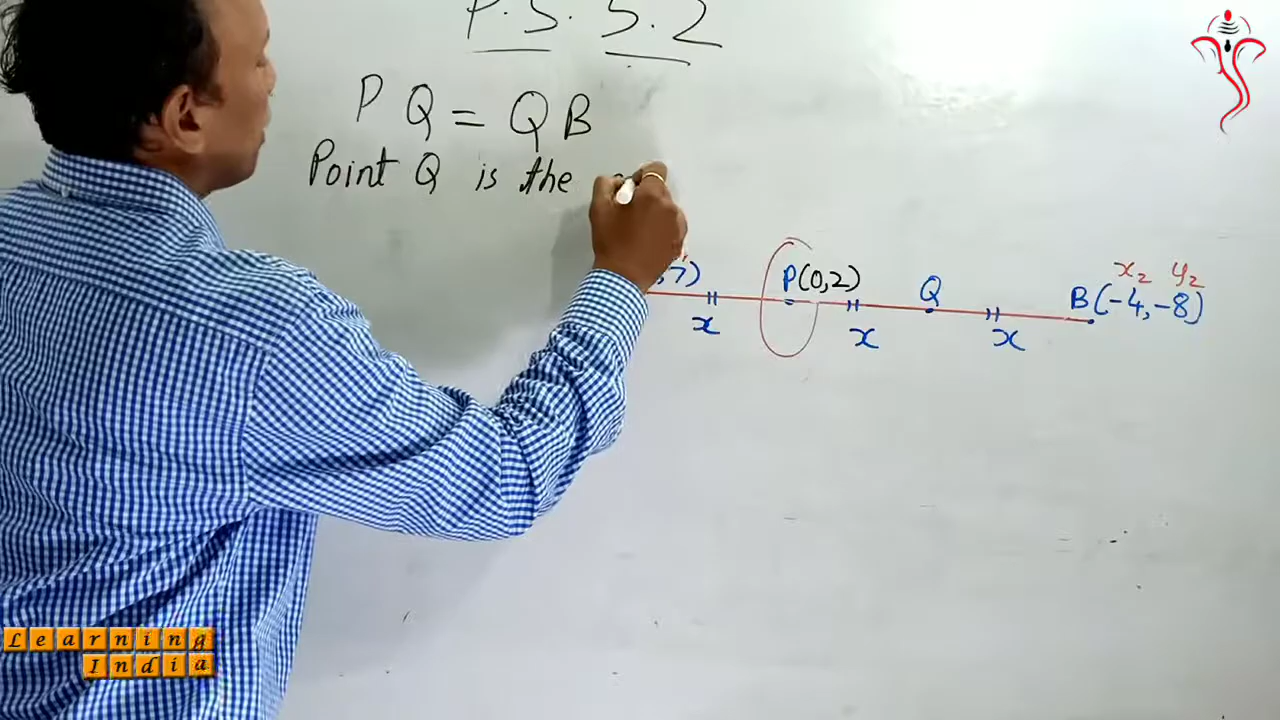 P.S. 5.2
PQ = QB
Point Q is the
,7) P(0,2) Q B(-4,-8)
x₂ y₂
x x x
Learning
India